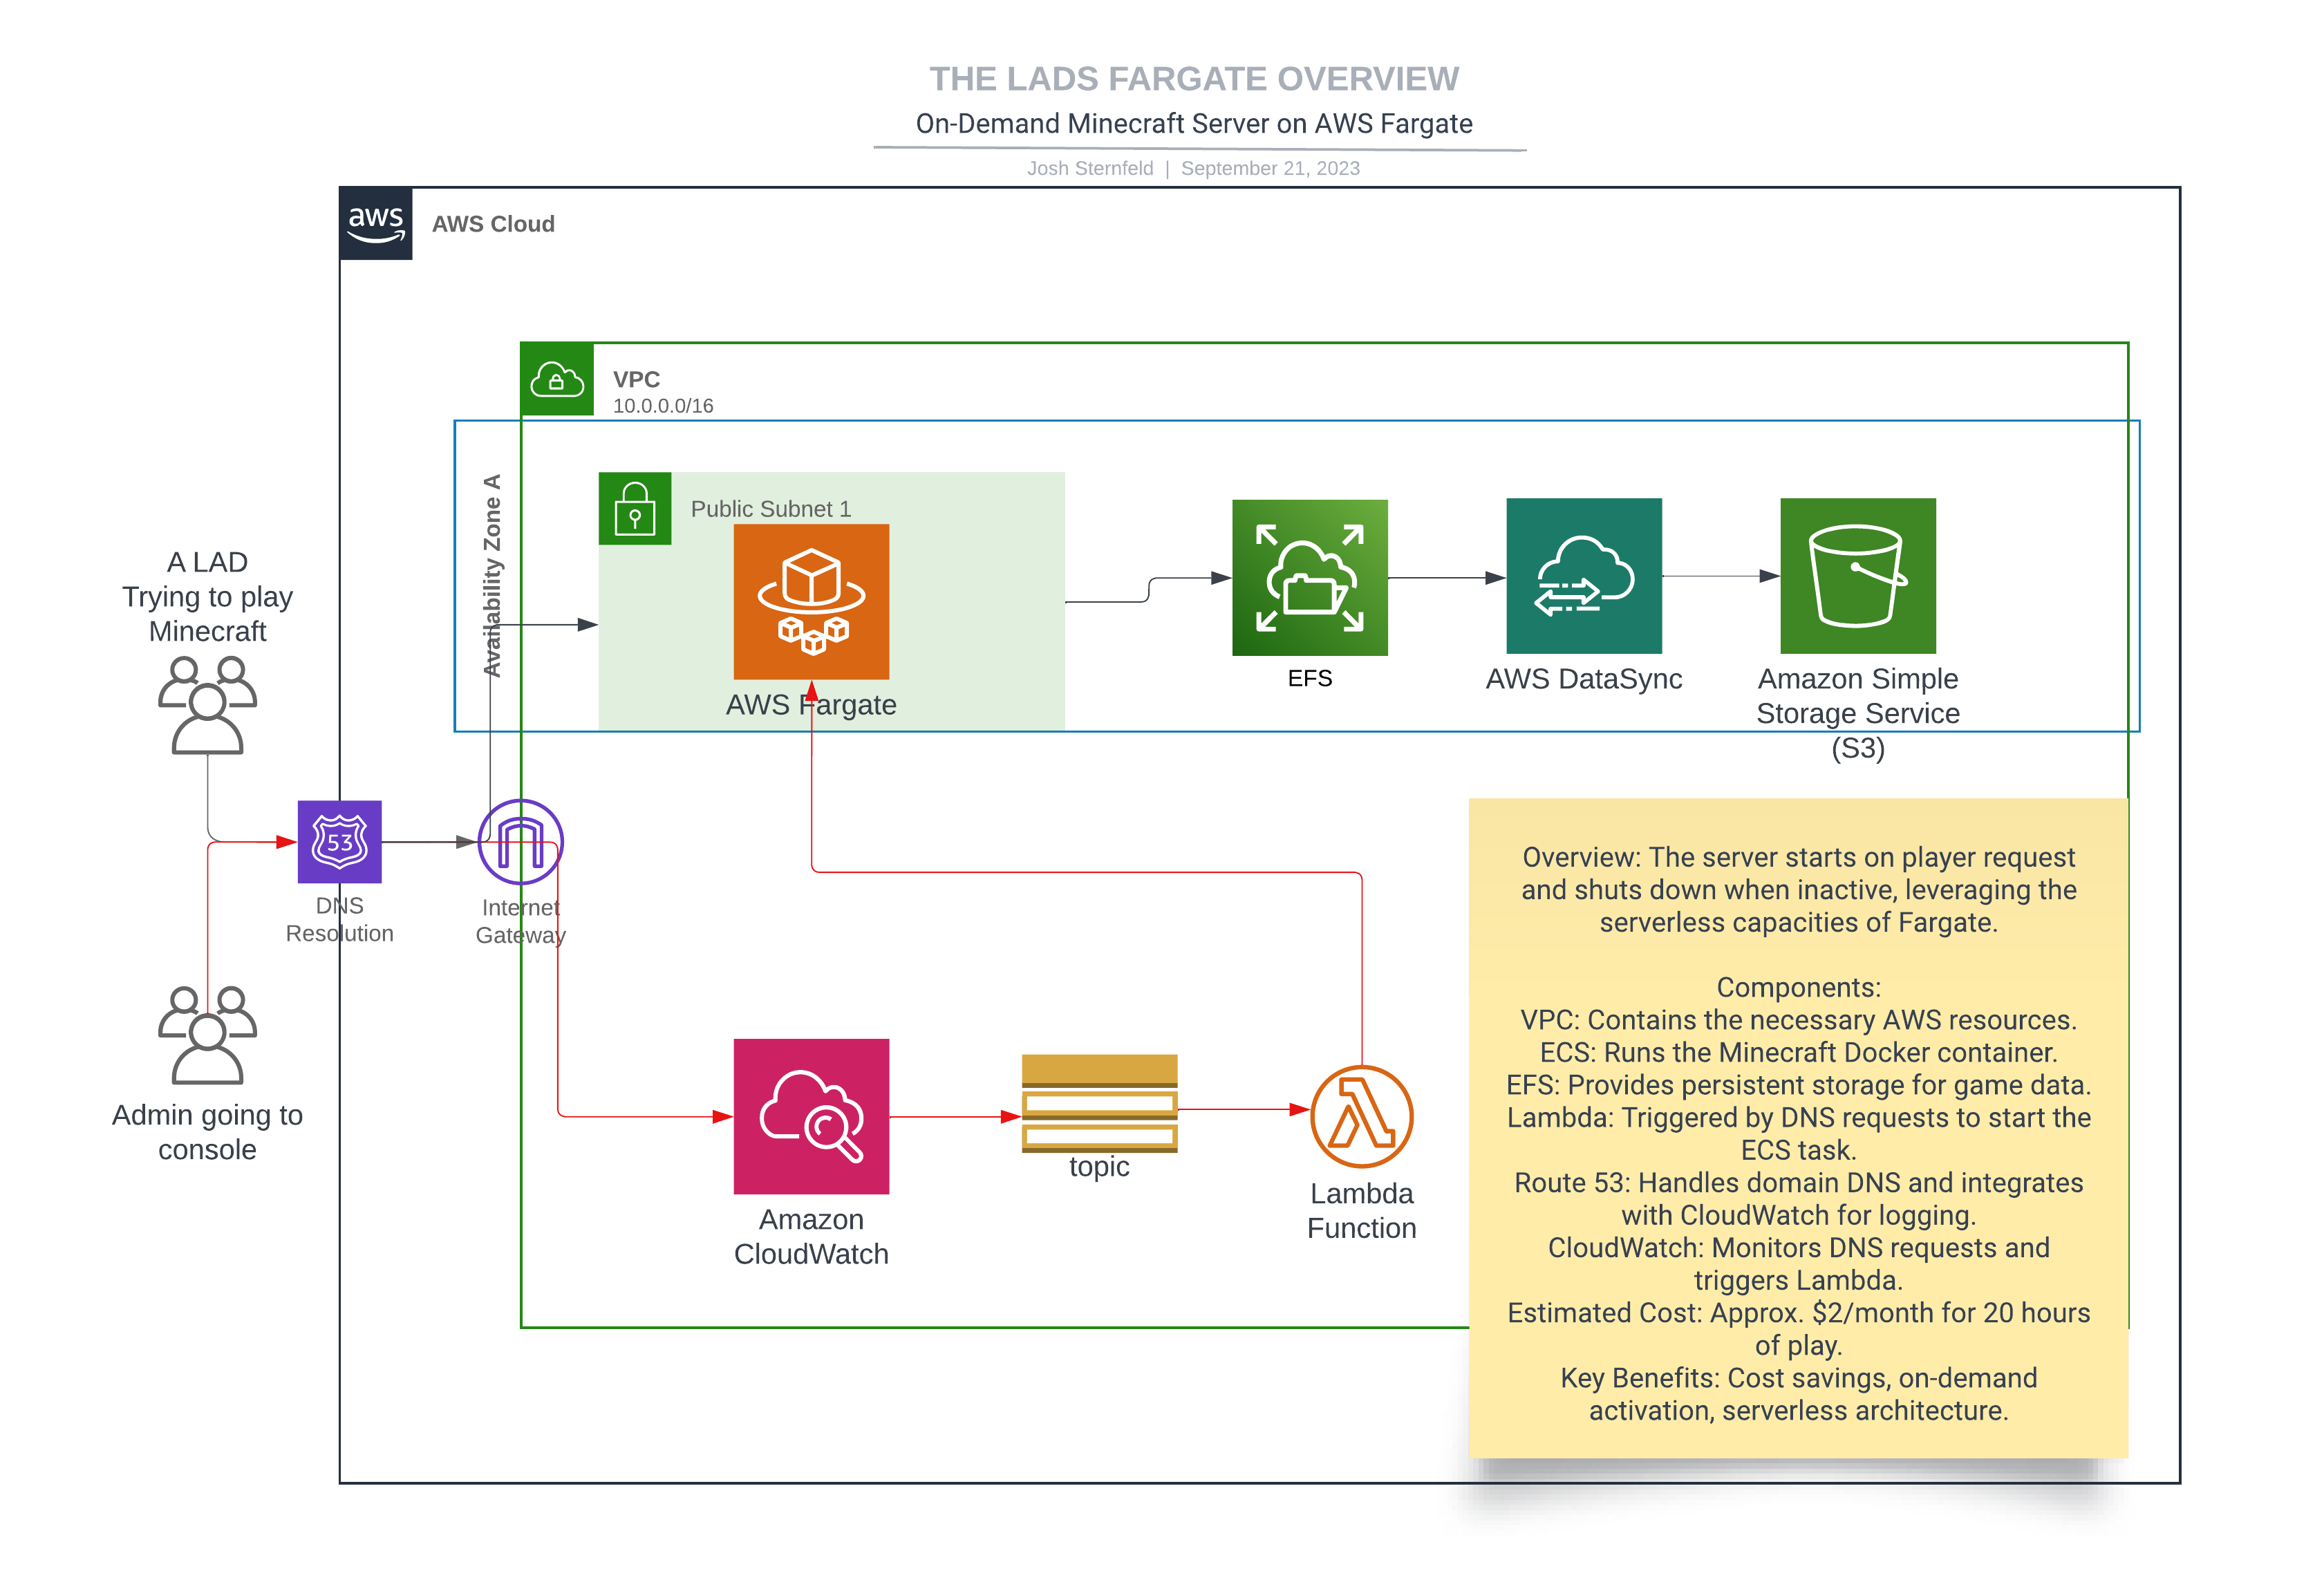 THE LADS FARGATE OVERVIEW
On-Demand Minecraft Server on AWS Fargate
Josh Sternfeld | September 21, 2023
aws
AWS Cloud
VPC
10.0.0.0/16
Availability Zone A
Public Subnet 1
AWS Fargate
EFS
AWS DataSync
Amazon Simple
Storage Service
(S3)
A LAD
Trying to play
Minecraft
53
DNS
Resolution
Internet
Gateway
Admin going to
console
Amazon
CloudWatch
topic
Lambda
Function
Overview: The server starts on player request
and shuts down when inactive, leveraging the
serverless capacities of Fargate.
Components:
VPC: Contains the necessary AWS resources.
ECS: Runs the Minecraft Docker container.
EFS: Provides persistent storage for game data.
Lambda: Triggered by DNS requests to start the
ECS task.
Route 53: Handles domain DNS and integrates
with CloudWatch for logging.
CloudWatch: Monitors DNS requests and
triggers Lambda.
Estimated Cost: Approx. $2/month for 20 hours
of play.
Key Benefits: Cost savings, on-demand
activation, serverless architecture.